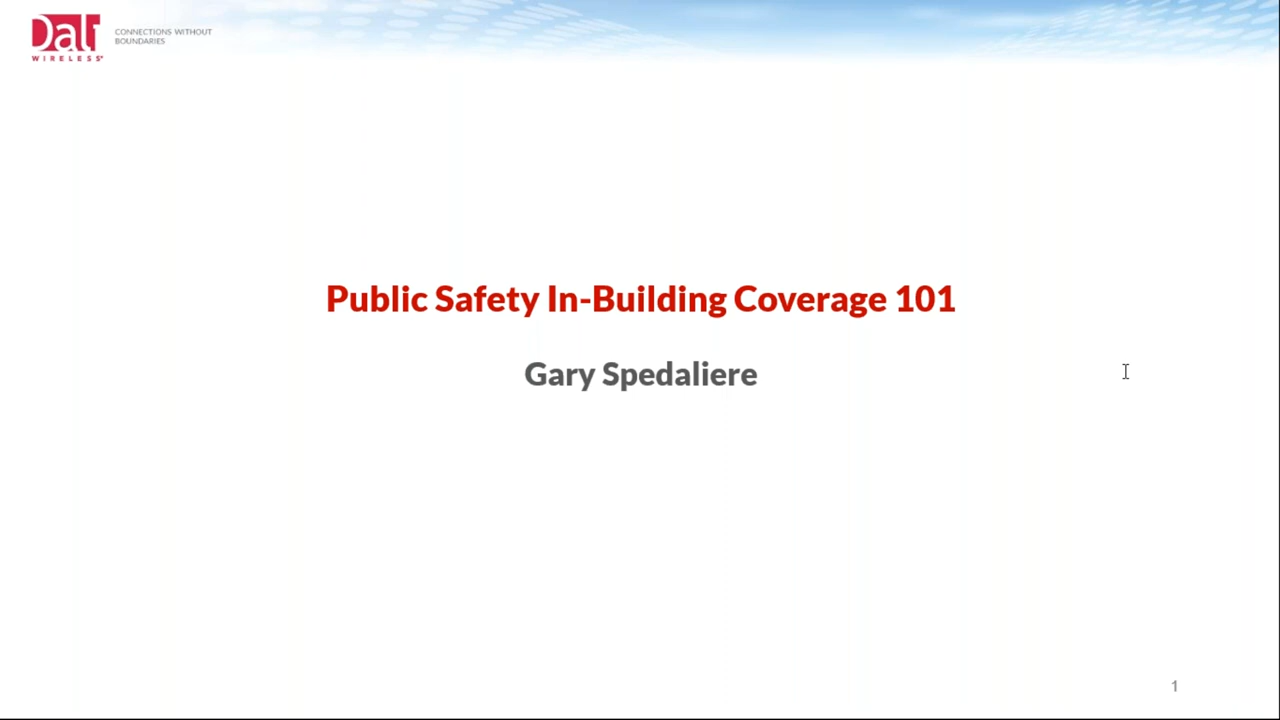 Dali
WIRELESS
CONNECTIONS WITHOUT
BOUNDARIES
Public Safety In-Building Coverage 101
Gary Spedaliere
1